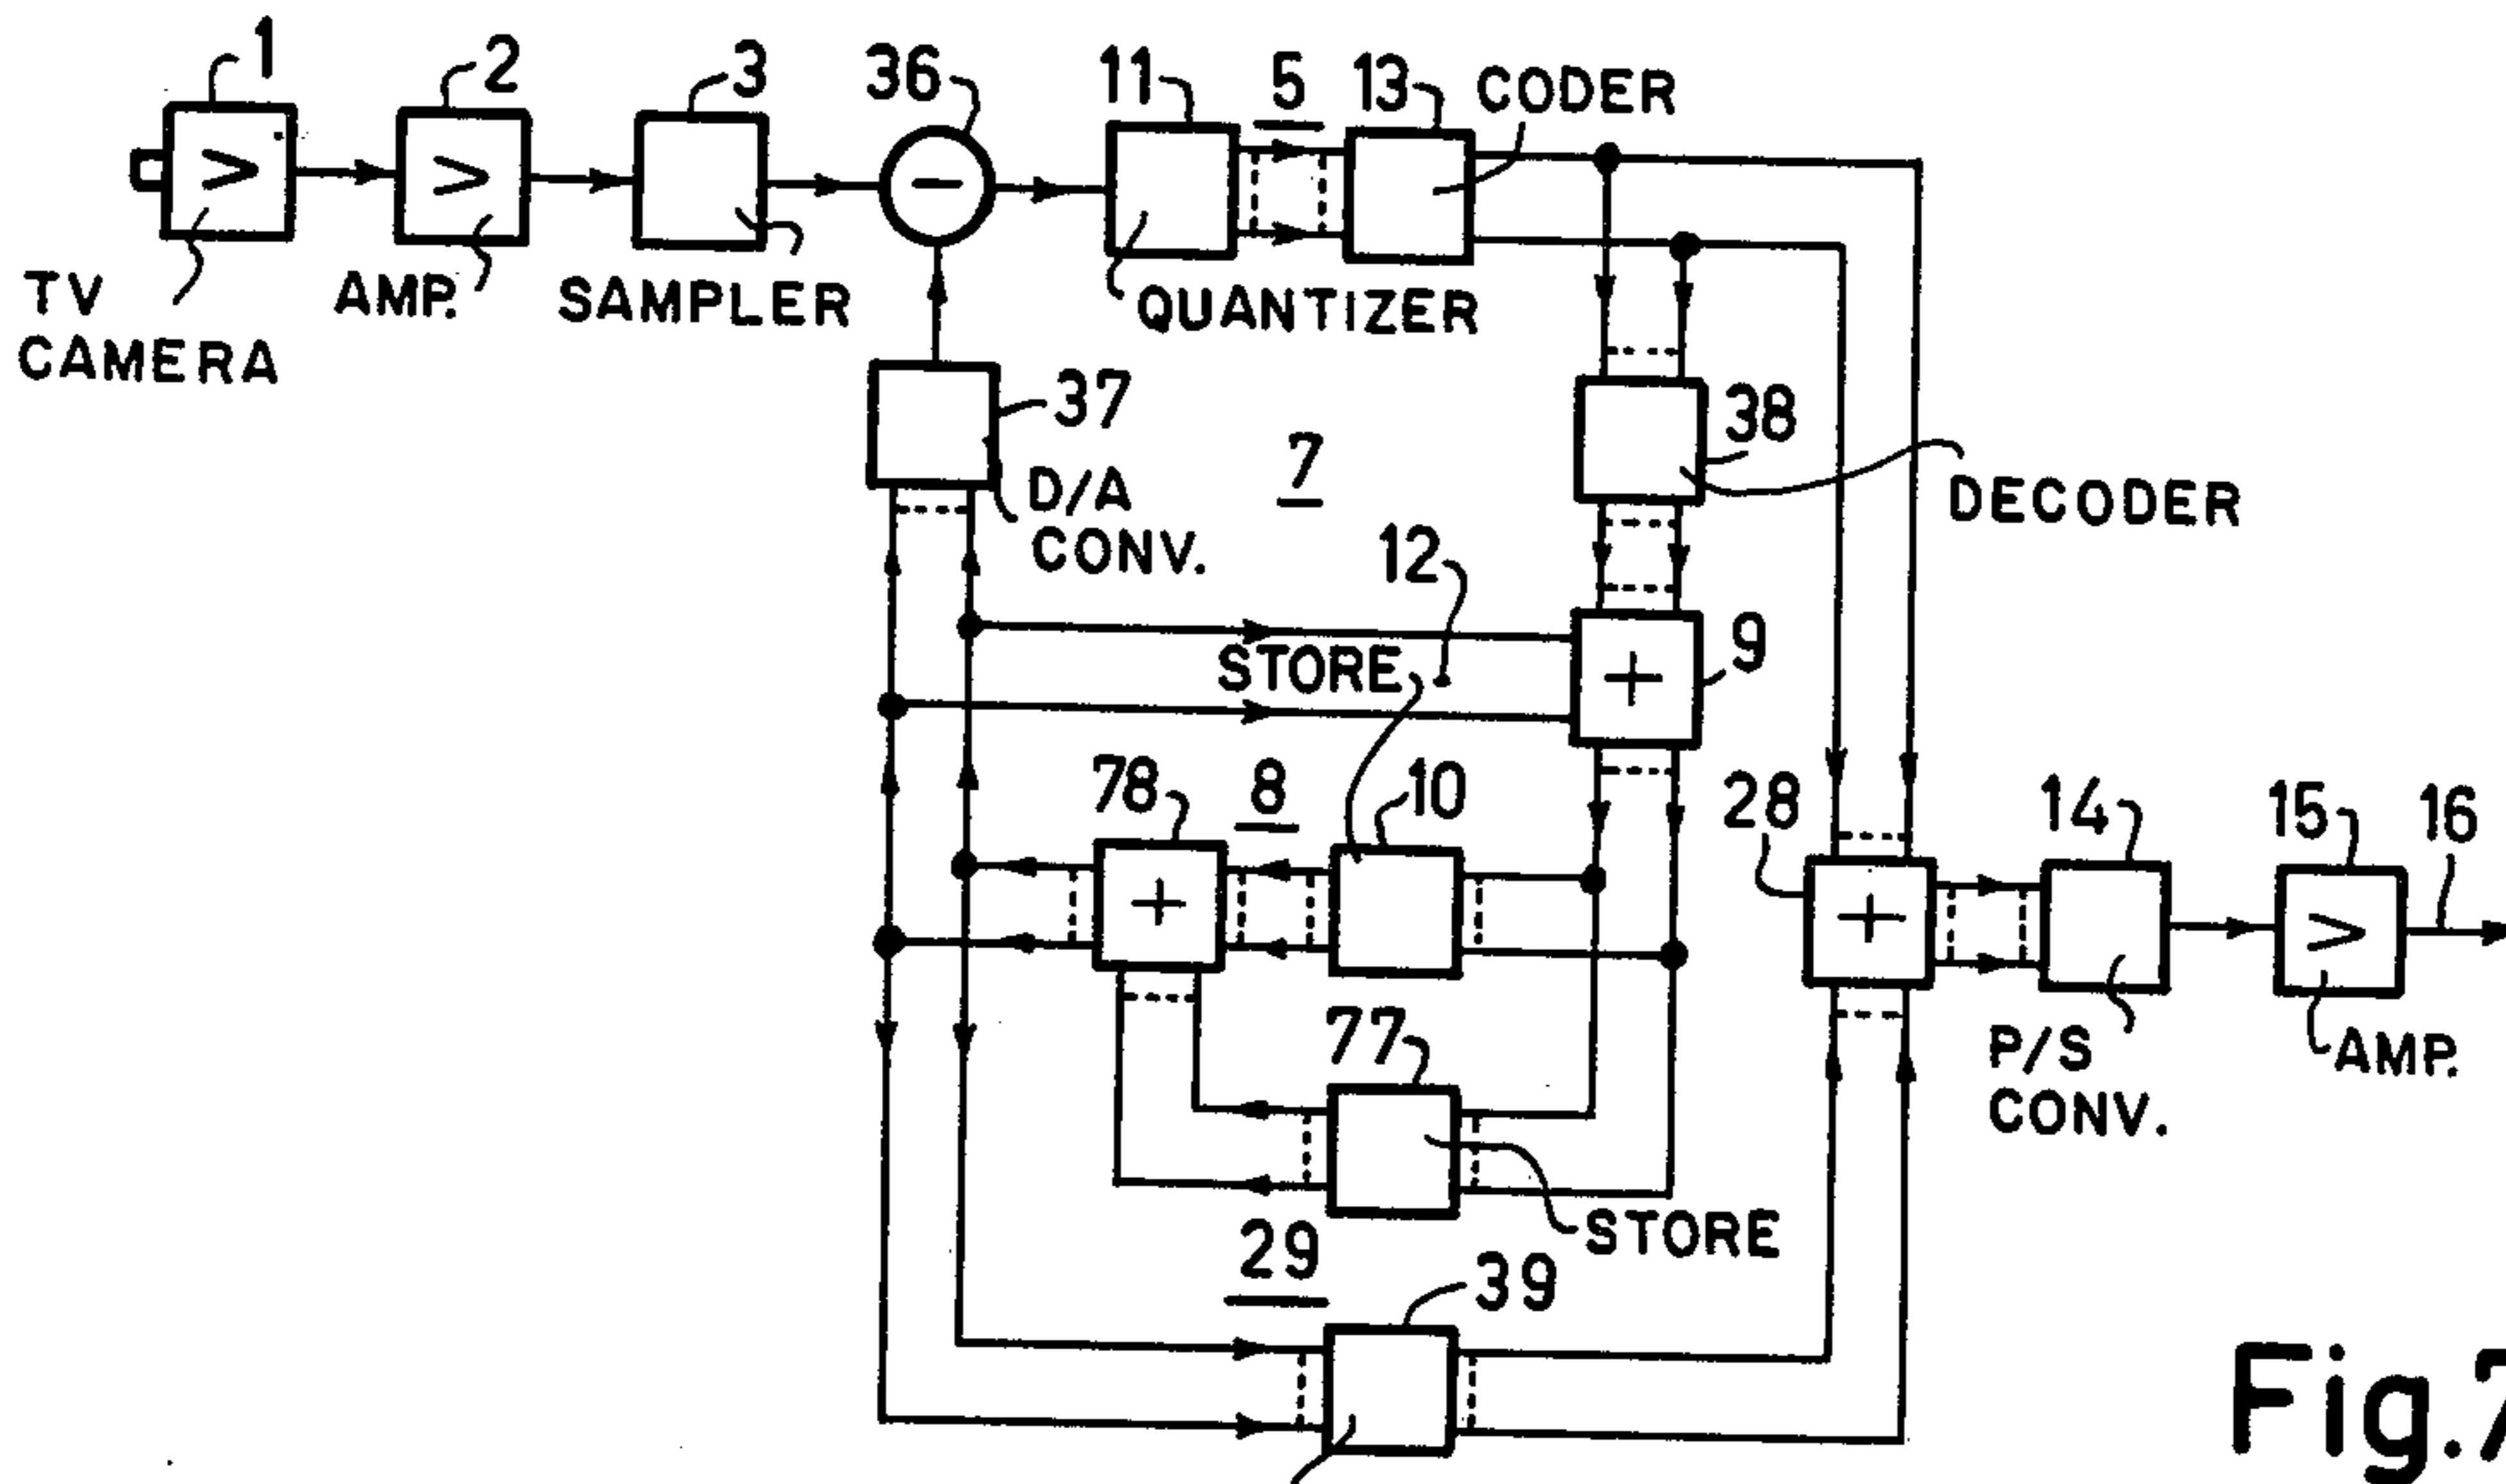 1
2
3
36
11
5
13
CODER
TV
CAMERA
AMP.
SAMPLER
QUANTIZER
37
38
7
D/A
CONV.
DECODER
12
9
STORE
+
78
8
10
28
14
15
16
+
+
77
P/S
CONV.
AMP.
STORE
29
39
Fig.7